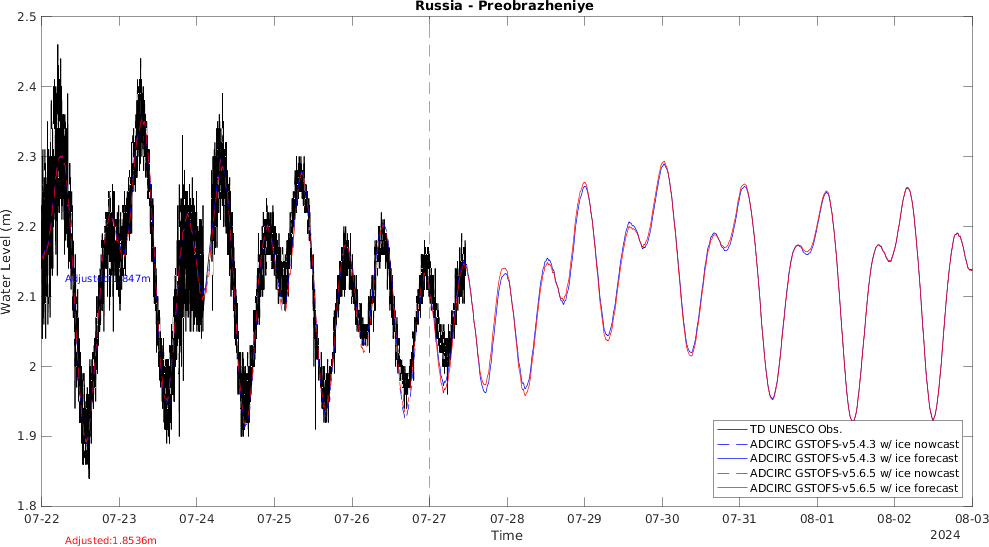 Russia - Preobrazheniye
Water Level (m)
2.5
2.4
2.3
2.2
2.1
2
1.9
1.8
Adjusted:1.847m
TD UNESCO Obs.
ADCIRC GSTOFS-v5.4.3 w/ ice nowcast
ADCIRC GSTOFS-v5.4.3 w/ ice forecast
ADCIRC GSTOFS-v5.6.5 w/ ice nowcast
ADCIRC GSTOFS-v5.6.5 w/ ice forecast
07-22 07-23 07-24 07-25 07-26 07-27 07-28 07-29 07-30 07-31 08-01 08-02 08-03
Time
2024
Adjusted:1.8536m